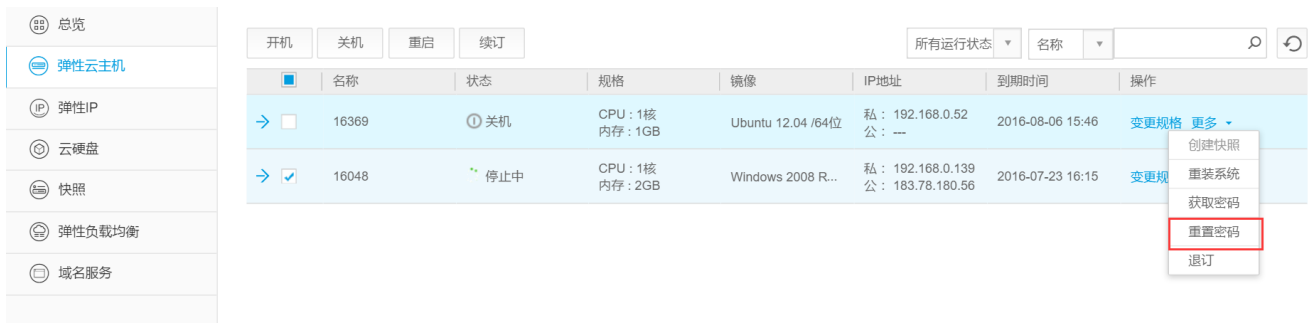 总览
弹性云主机
弹性IP
云硬盘
快照
弹性负载均衡
域名服务
开机 关机 重启 续订 所有运行状态 名称
名称 状态 规格 镜像 IP地址 到期时间 操作
16369 关机 CPU : 1核 内存 : 1GB Ubuntu 12.04 /64位 私 : 192.168.0.52 公 : --- 2016-08-06 15:46 变更规格 更多
16048 停止中 CPU : 1核 内存 : 2GB Windows 2008 R... 私 : 192.168.0.139 公 : 183.78.180.56 2016-07-23 16:15 变更规
创建快照
重装系统
获取密码
重置密码
退订